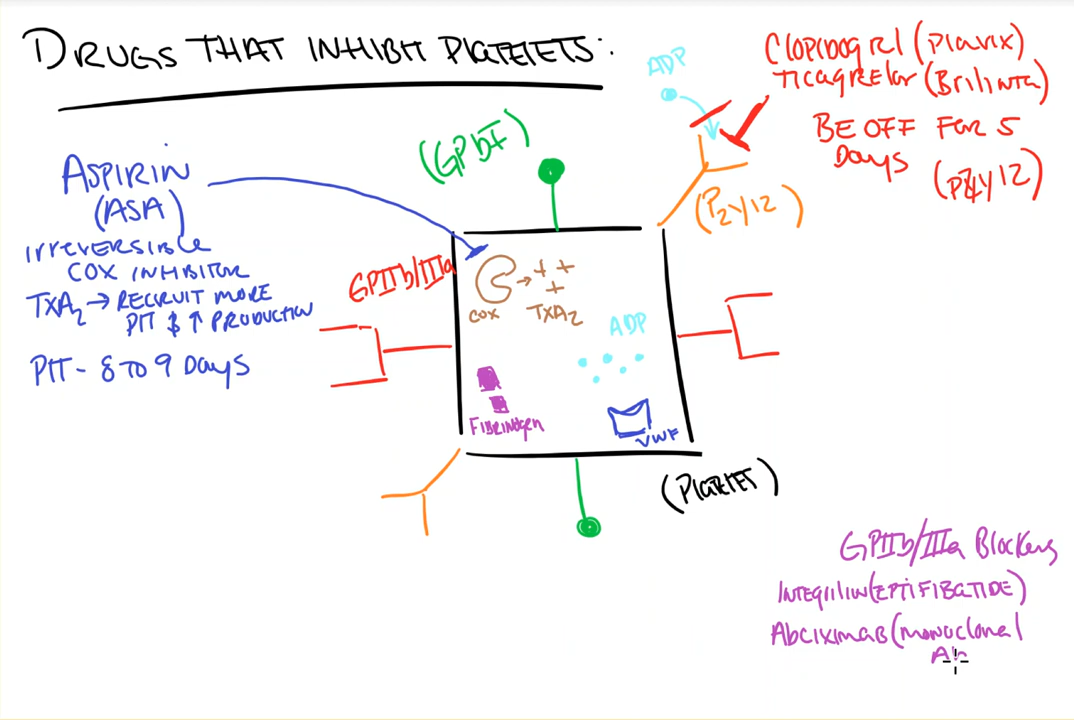 DRUGS THAT INHIBIT PLATELETS:
ADP
Clopidogrel (Plavix)
Ticagrelor (Brilinta)
BE OFF FOR 5
Days
(P2Y12)
(GPbI)
(P2Y12)
ASPIRIN
(ASA)
IrrEVERSIBLE
COX INHIBITOR
TXA2 → RECRUIT MORE
PlT & ↑ PRODUCTION
PlT - 8 TO 9 Days
GPIIb/IIIa
COX
TXA2
ADP
FIBRINOgen
VWF
(PlateleT)
GPIIb/IIIa Blockers
INTEGRILIN (EPTIFIBATIDE)
Abciximab (monoclonal
Ab